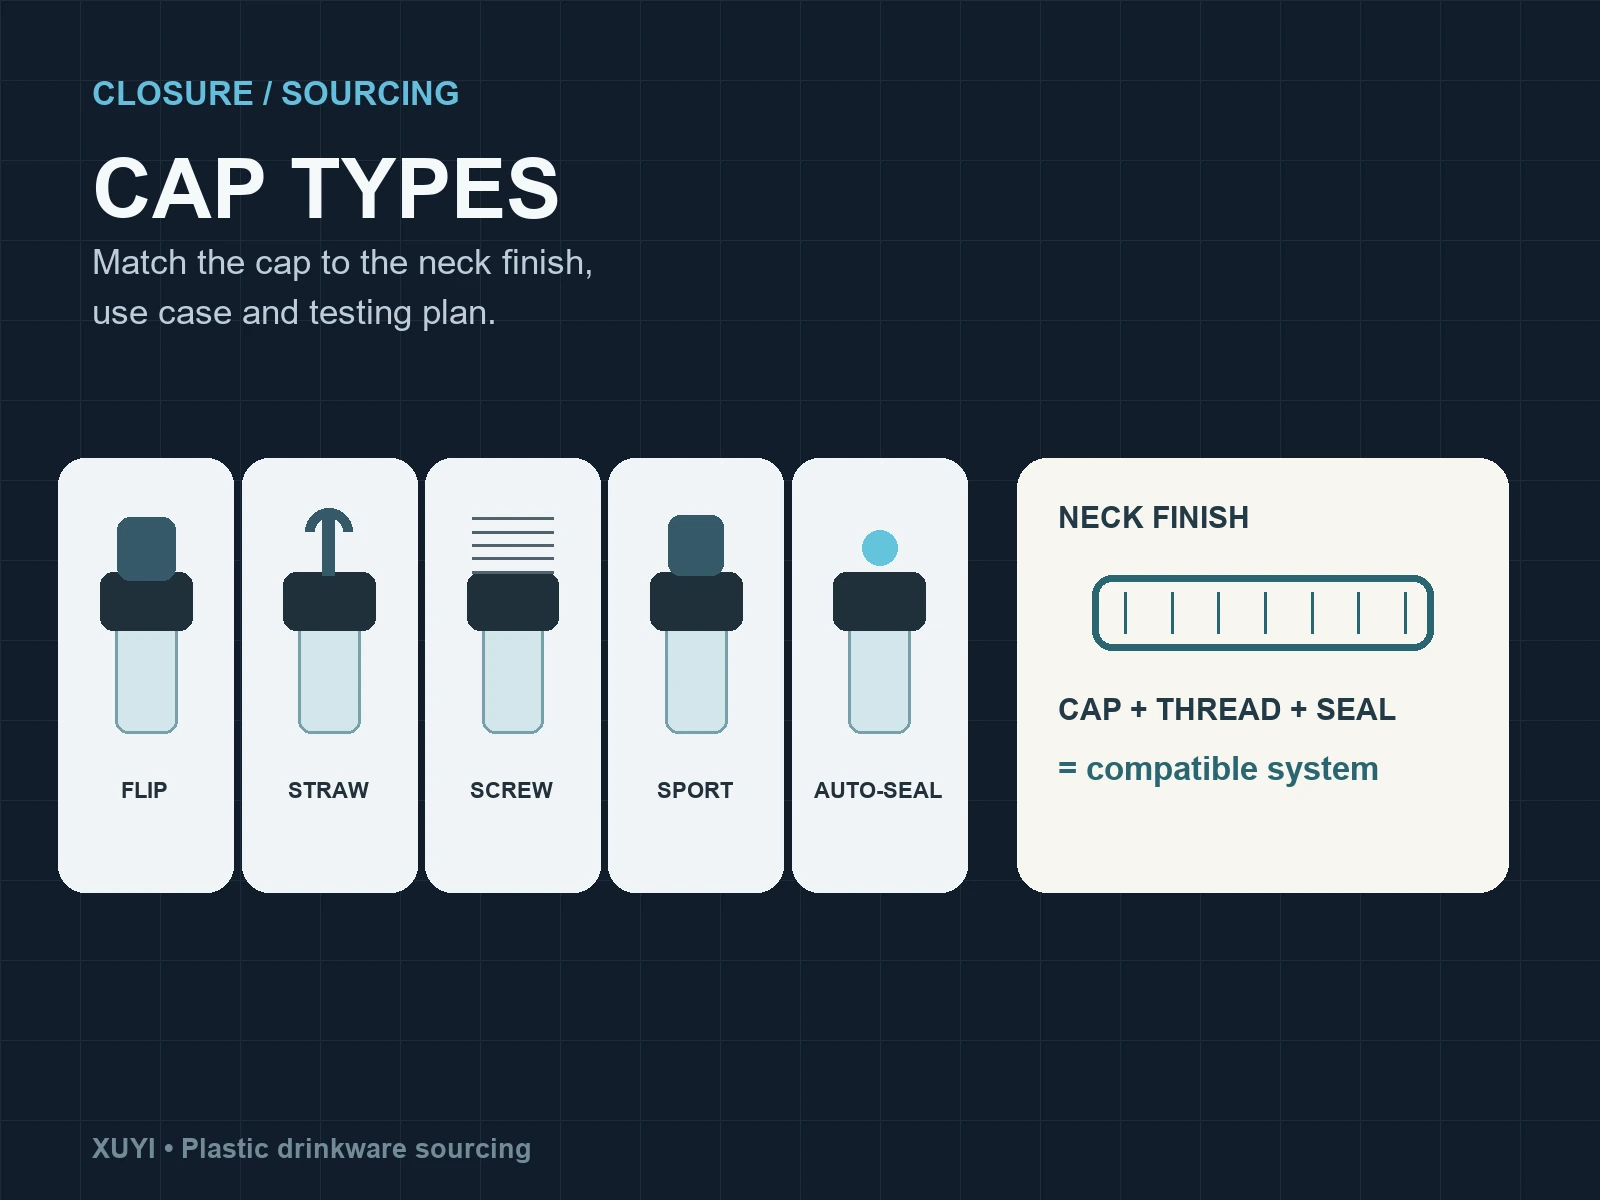 CLOSURE / SOURCING
CAP TYPES
Match the cap to the neck finish,
use case and testing plan.
FLIP
STRAW
SCREW
SPORT
AUTO-SEAL
NECK FINISH
CAP + THREAD + SEAL
= compatible system
XUYI • Plastic drinkware sourcing